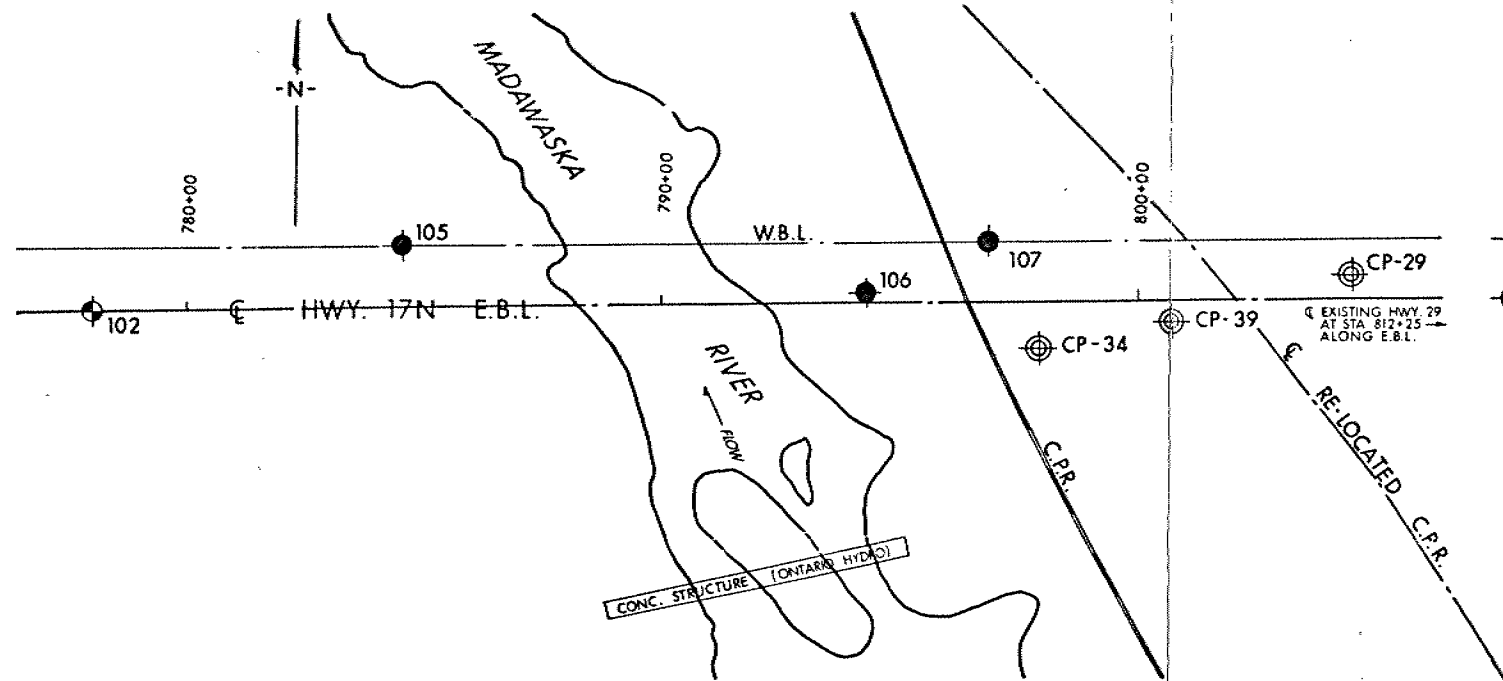 -N-
MADAWASKA
780+00
790+00
800+00
105
W.B.L.
107
CP-29
106
102
℄ HWY. 17N E.B.L.
CP-39
℄ EXISTING HWY. 29
AT STA 812+25
ALONG E.B.L.
CP-34
RIVER
FLOW
℄ RE-LOCATED C.P.R.
C.P.R.
CONC. STRUCTURE (ONTARIO HYDRO)